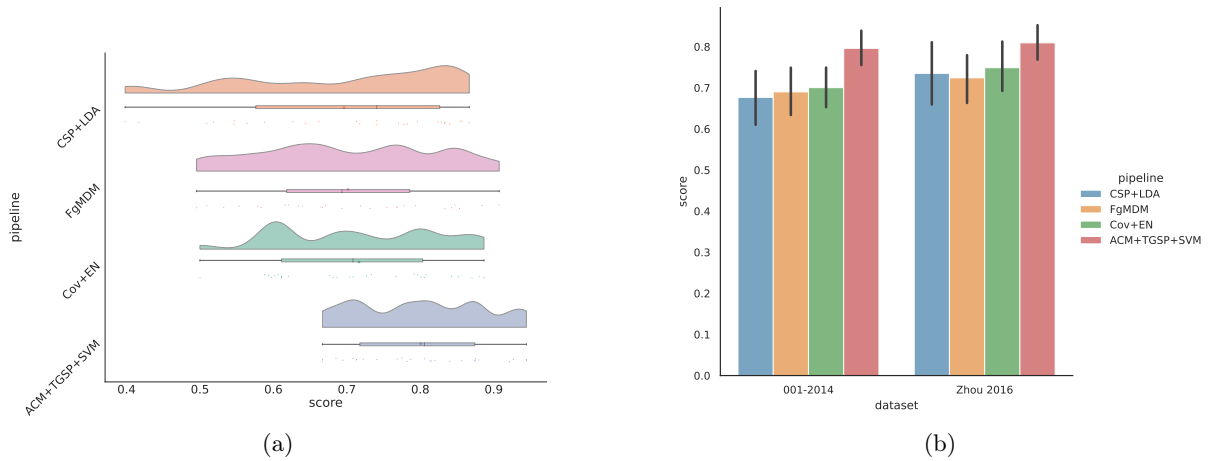 pipeline
CSP+LDA
FgMDM
Cov+EN
ACM+TGSP+SVM
0.4 0.5 0.6 0.7 0.8 0.9
score
(a)
score
0.8
0.7
0.6
0.5
0.4
0.3
0.2
0.1
0.0
001-2014 Zhou 2016
dataset
pipeline
CSP+LDA
FgMDM
Cov+EN
ACM+TGSP+SVM
(b)